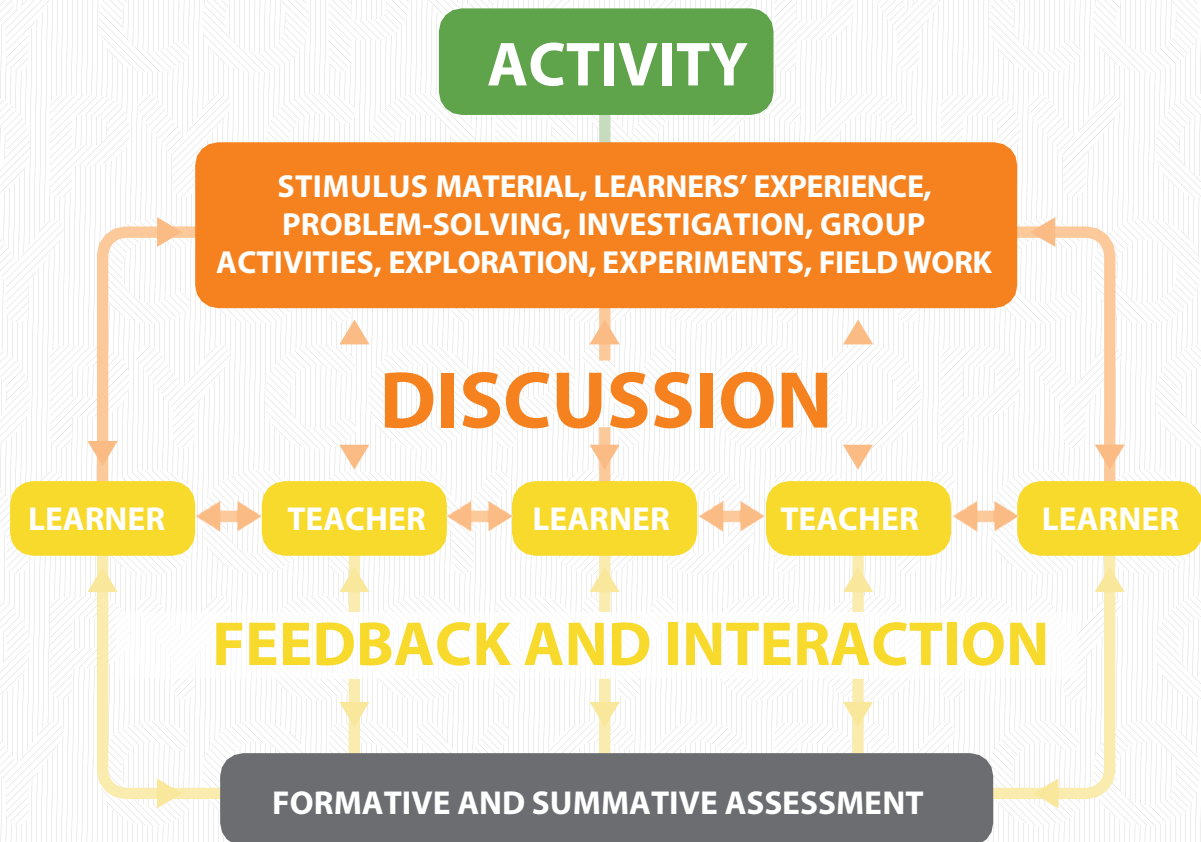 ACTIVITY
STIMULUS MATERIAL, LEARNERS’ EXPERIENCE,
PROBLEM-SOLVING, INVESTIGATION, GROUP
ACTIVITIES, EXPLORATION, EXPERIMENTS, FIELD WORK
DISCUSSION
LEARNER TEACHER LEARNER TEACHER LEARNER
FEEDBACK AND INTERACTION
FORMATIVE AND SUMMATIVE ASSESSMENT